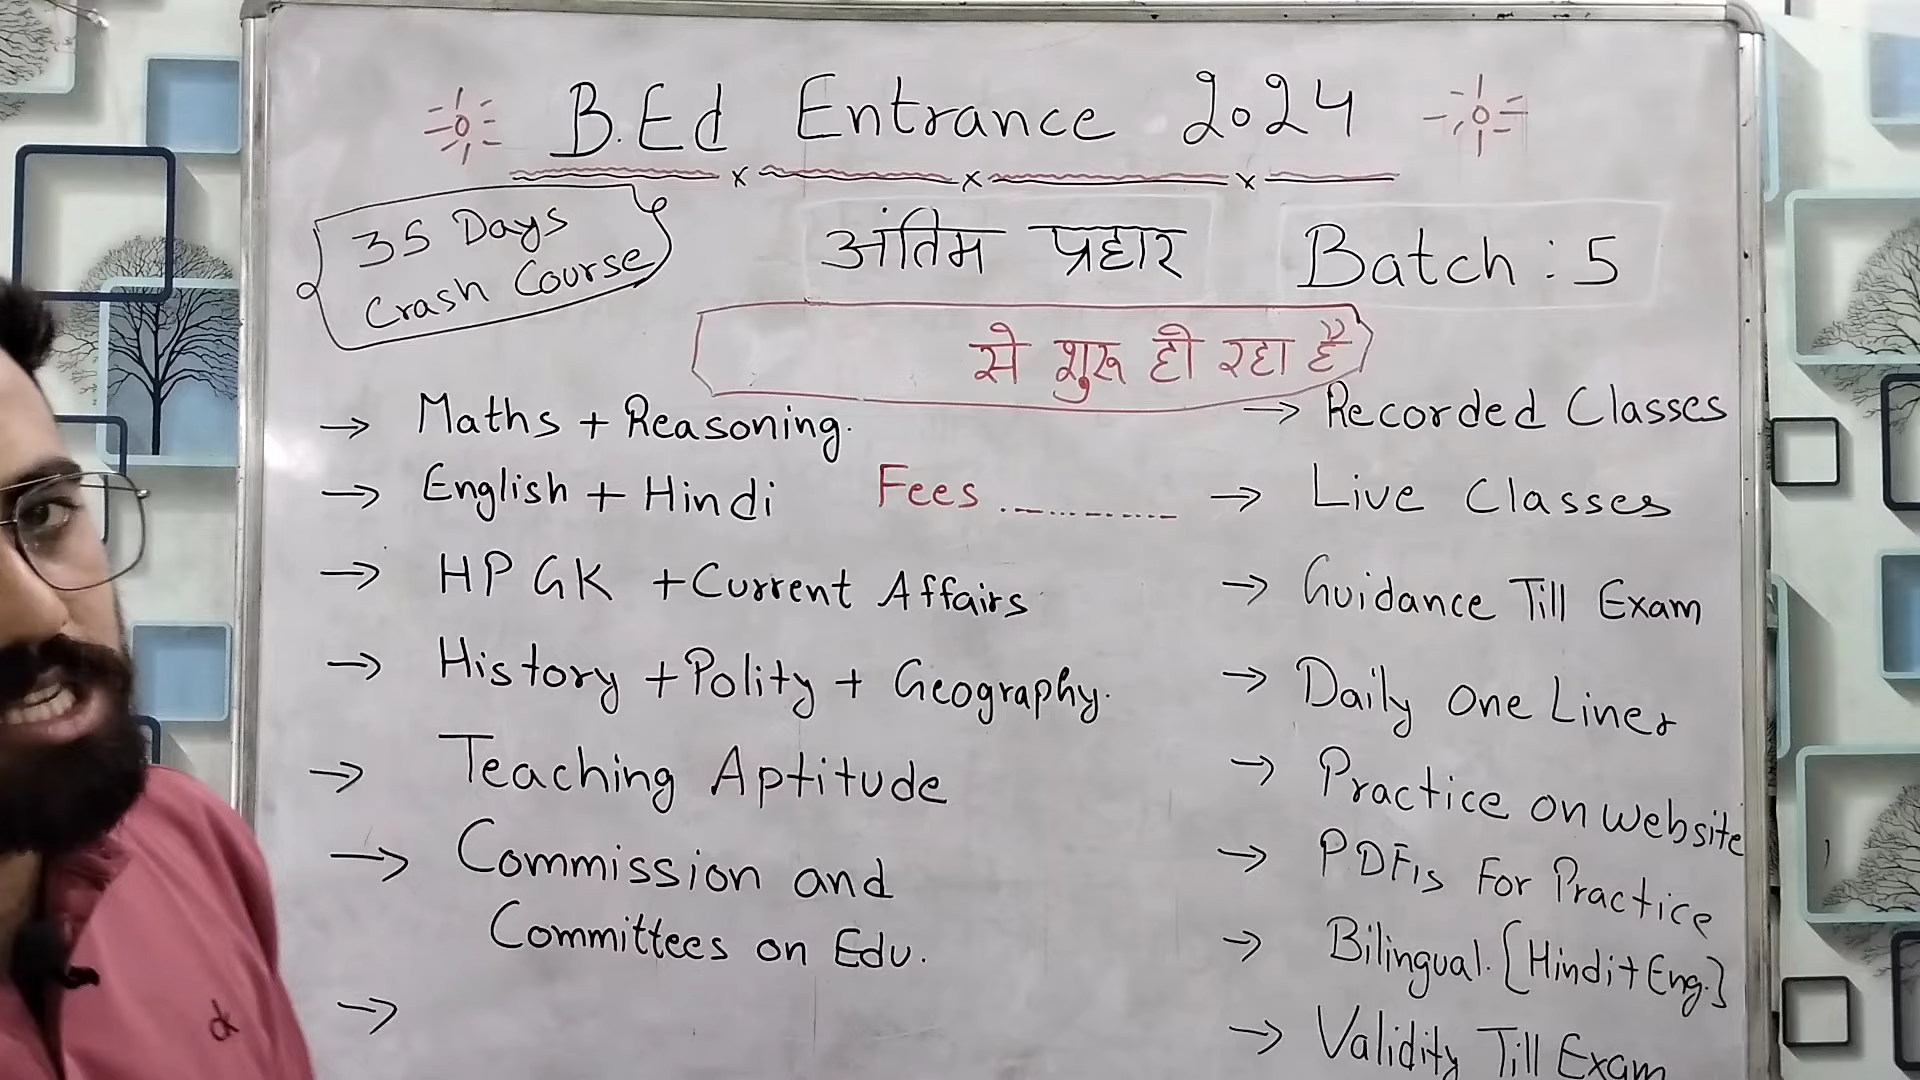 B.Ed Entrance 2024
35 Days
Crash Course
अंतिम प्रहार
Batch : 5
से शुरू हो रहा है
→ Maths + Reasoning.
→ English + Hindi
→ HP GK + Current Affairs
→ History + Polity + Geography.
→ Teaching Aptitude
→ Commission and
Committees on Edu.
→
Fees ............
→ Recorded Classes
→ Live Classes
→ Guidance Till Exam
→ Daily One Liner
→ Practice on website
→ PDFis For Practice
→ Bilingual. [Hindi + Eng.]
→ Validity Till Exam